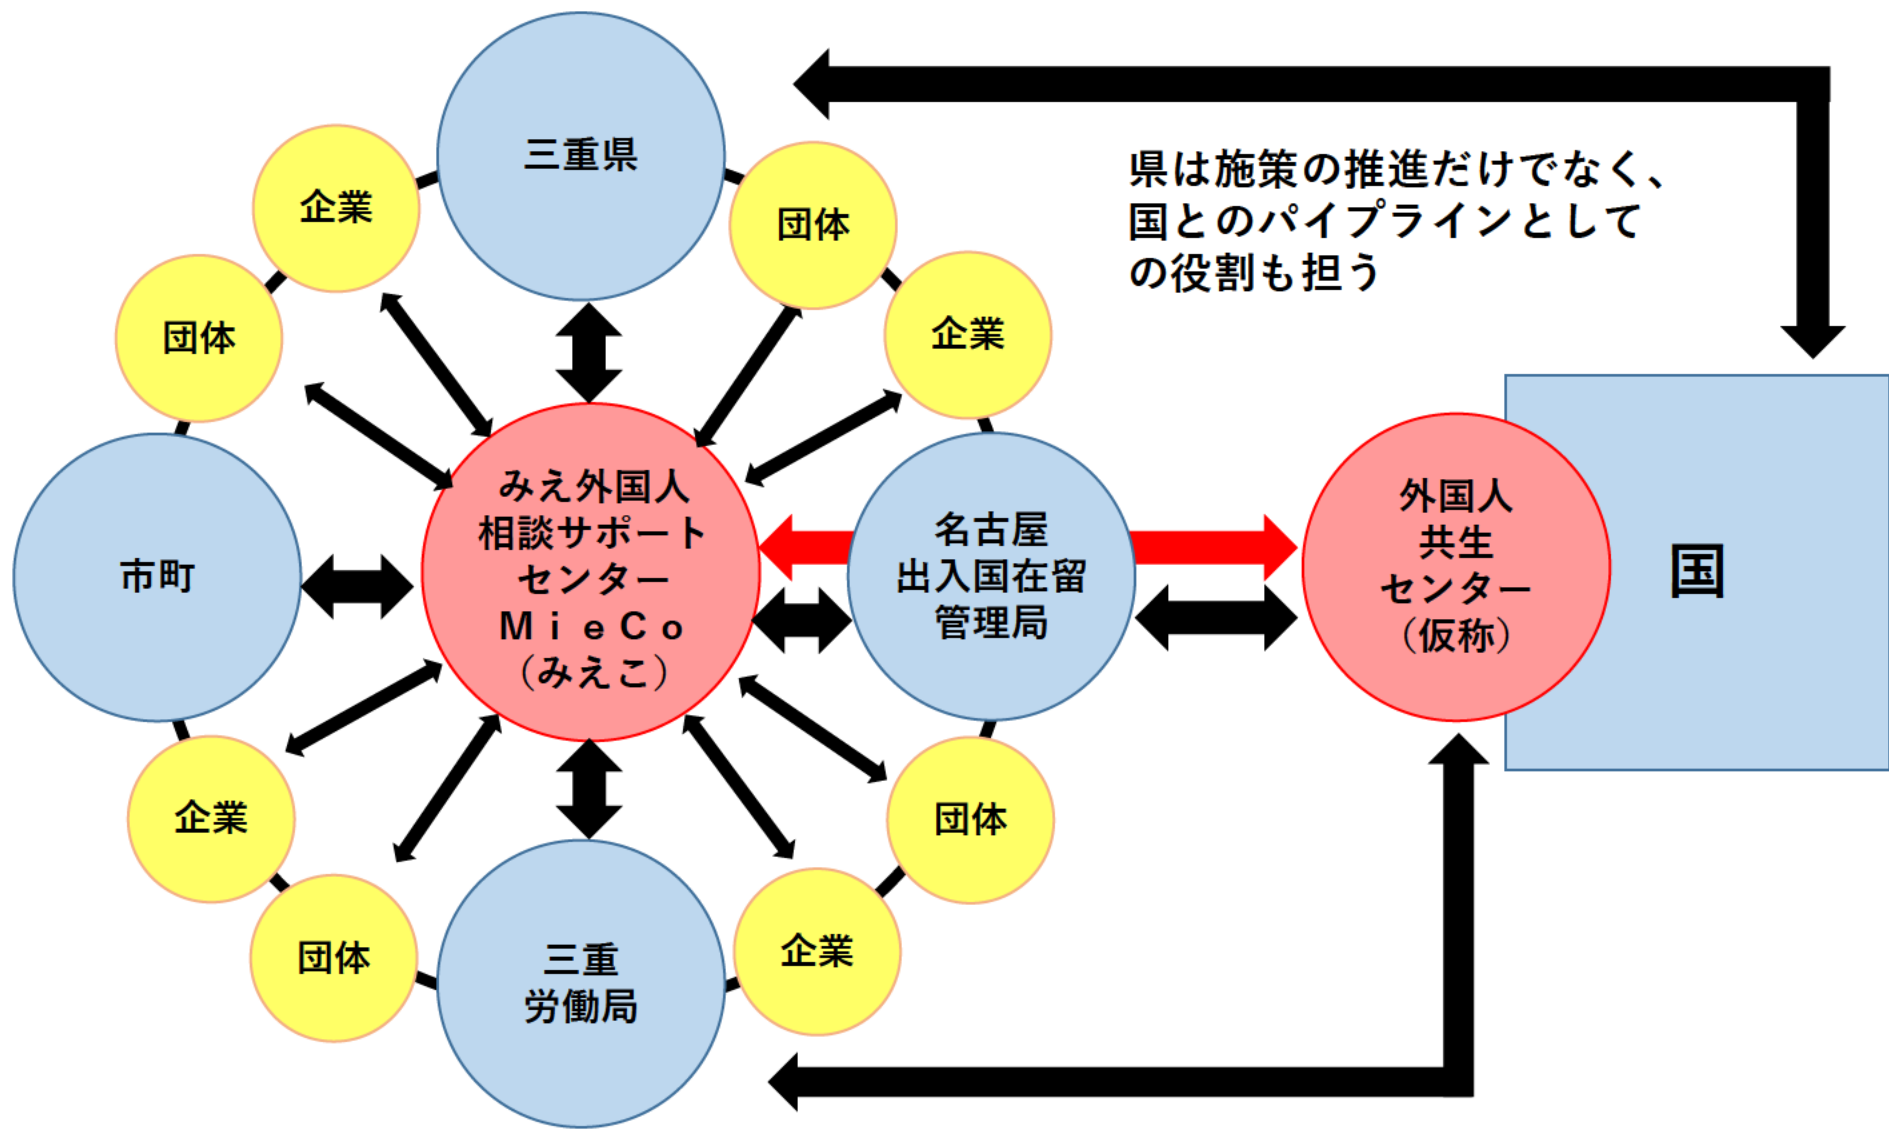 三重県
企業
団体
団体
企業
県は施策の推進だけでなく、
国とのパイプラインとして
の役割も担う
市町
みえ外国人
相談サポート
センター
ＭｉｅＣｏ
（みえこ）
名古屋
出入国在留
管理局
外国人
共生
センター
（仮称）
国
企業
団体
団体
企業
三重
労働局